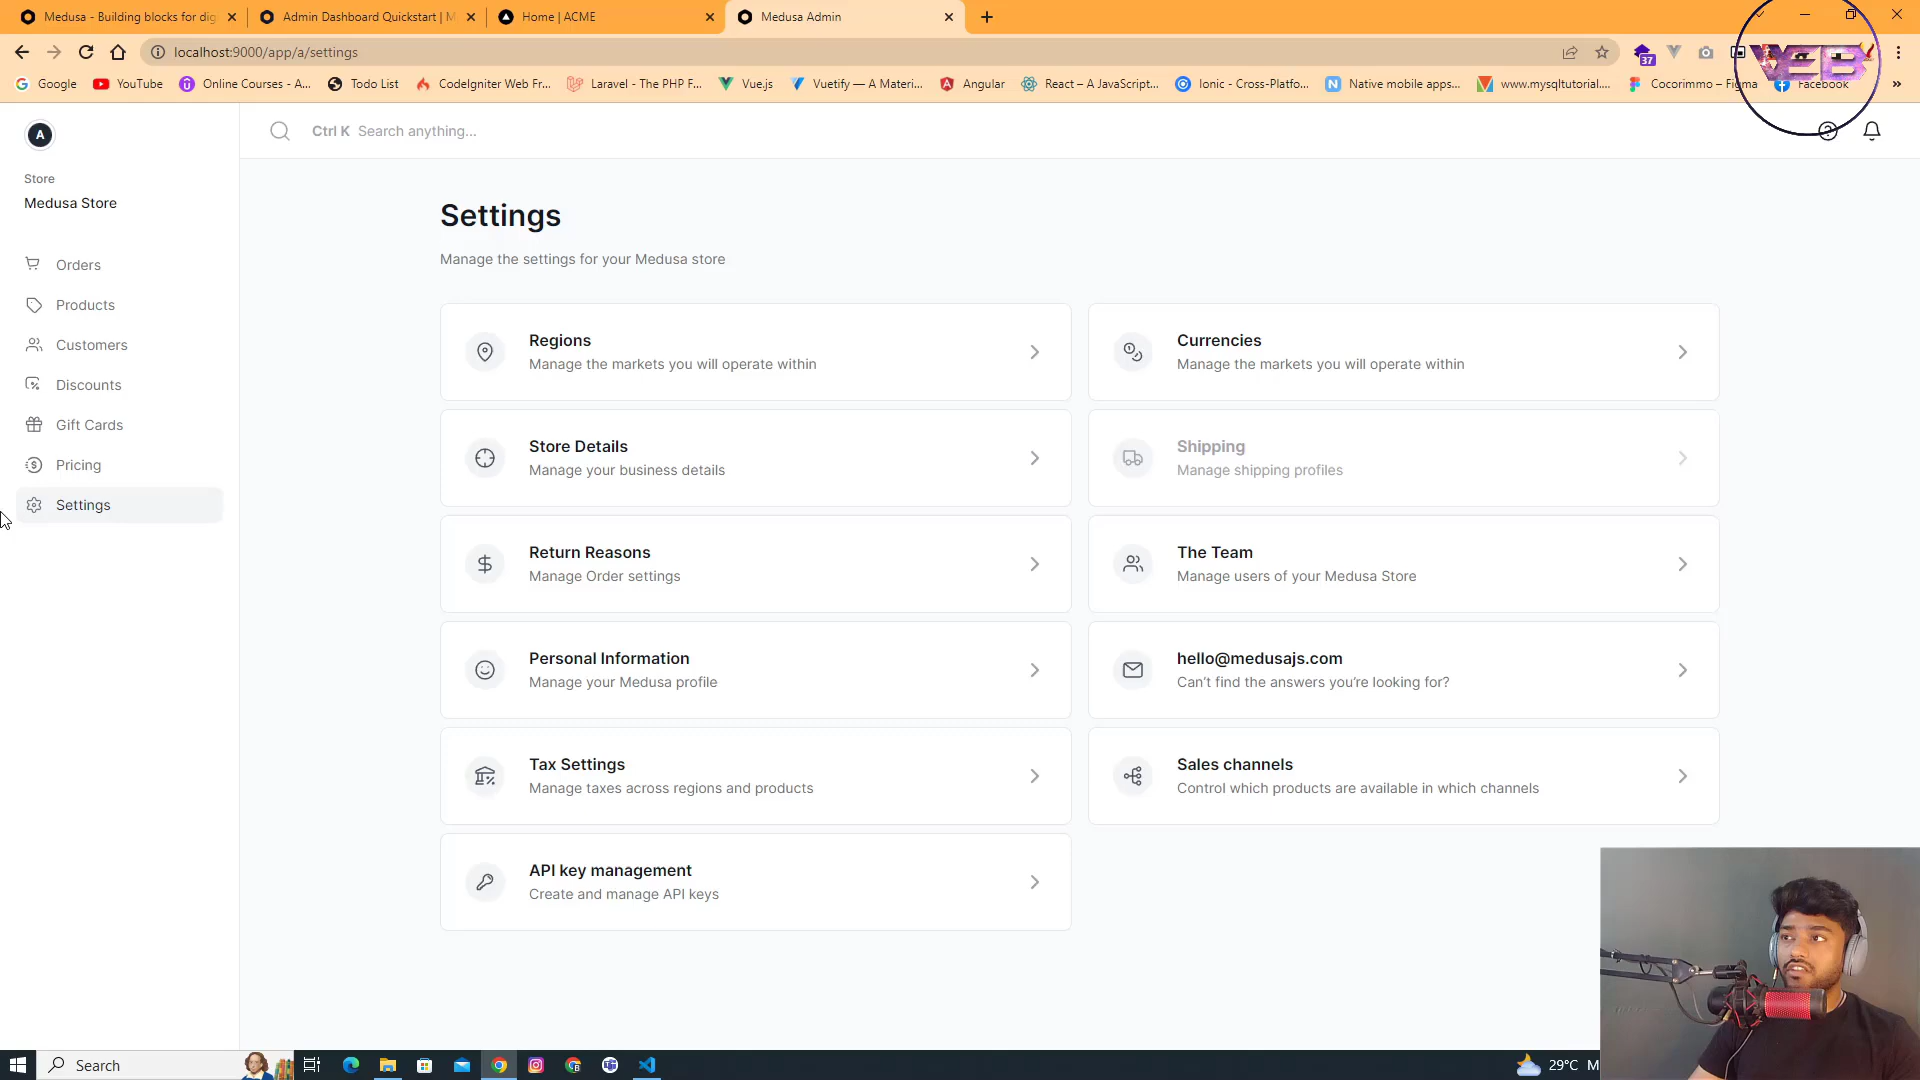 Medusa - Building blocks for dig
Admin Dashboard Quickstart | M
Home | ACME
Medusa Admin
localhost:9000/app/a/settings
37
Google
YouTube
Online Courses - A...
Todo List
CodeIgniter Web Fr...
Laravel - The PHP F...
Vue.js
Vuetify — A Materi...
Angular
React – A JavaScript...
Ionic - Cross-Platfo...
Native mobile apps...
www.mysqltutorial....
Cocorimmo – Figma
Facebook
»
WEB
A
Ctrl K Search anything...
Store
Medusa Store
Orders
Products
Customers
Discounts
Gift Cards
Pricing
Settings
Settings
Manage the settings for your Medusa store
Regions
Manage the markets you will operate within
Currencies
Manage the markets you will operate within
Store Details
Manage your business details
Shipping
Manage shipping profiles
Return Reasons
Manage Order settings
The Team
Manage users of your Medusa Store
Personal Information
Manage your Medusa profile
hello@medusajs.com
Can't find the answers you're looking for?
Tax Settings
Manage taxes across regions and products
Sales channels
Control which products are available in which channels
API key management
Create and manage API keys
Search
29°C M